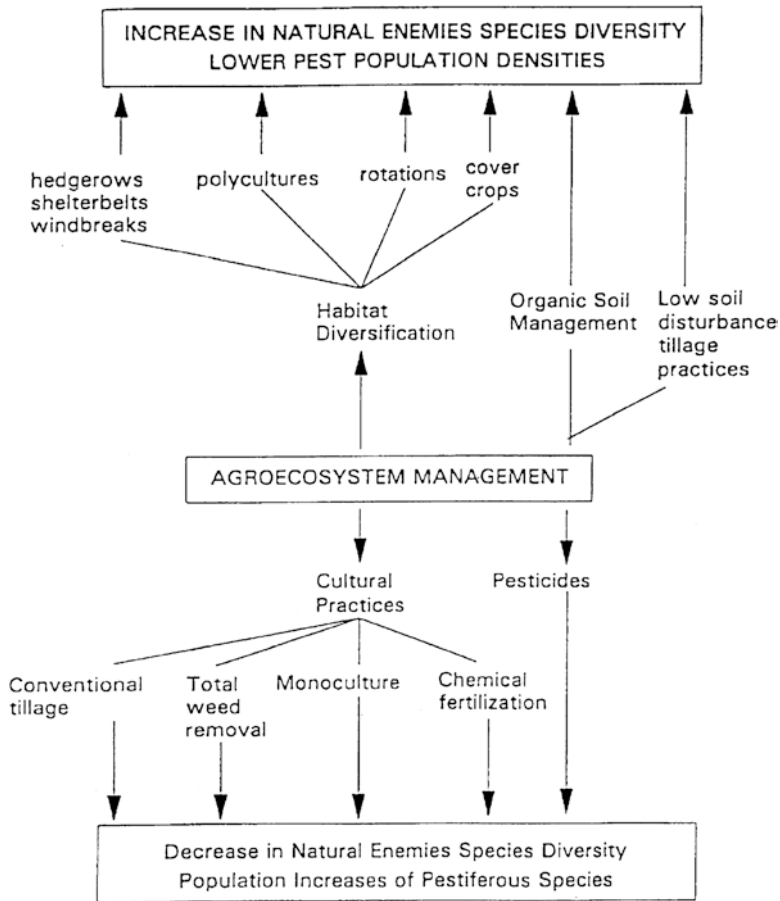 INCREASE IN NATURAL ENEMIES SPECIES DIVERSITY
LOWER PEST POPULATION DENSITIES
hedgerows
shelterbelts
windbreaks
polycultures
rotations
cover
crops
Habitat
Diversification
Organic Soil
Management
Low soil
disturbance
tillage
practices
AGROECOSYSTEM MANAGEMENT
Cultural
Practices
Pesticides
Conventional
tillage
Total
weed
removal
Monoculture
Chemical
fertilization
Decrease in Natural Enemies Species Diversity
Population Increases of Pestiferous Species